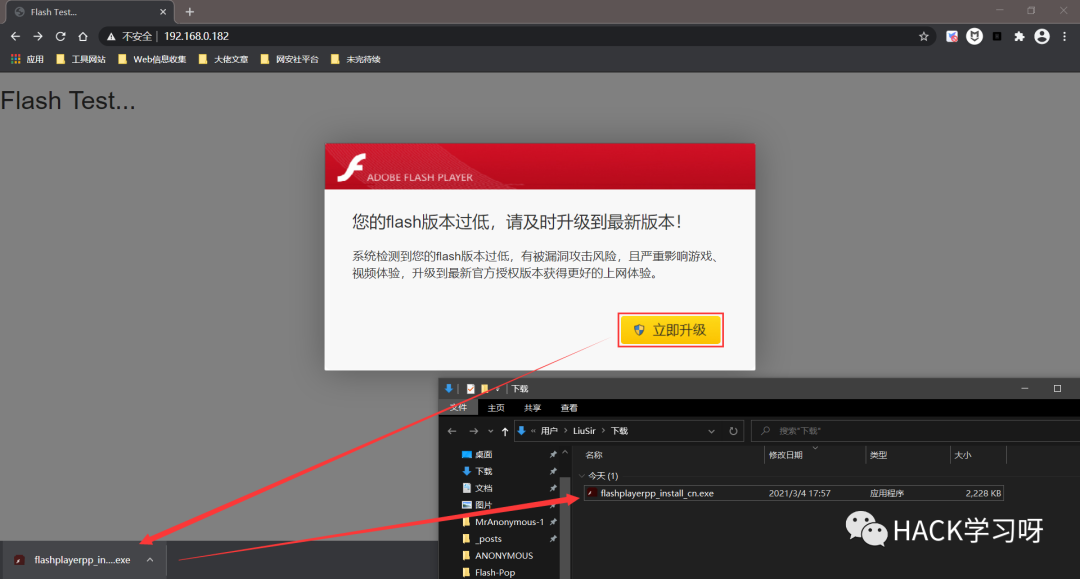 Flash Test...
不安全
192.168.0.182
应用
工具网站
Web信息收集
大佬文章
网安社平台
未完待续
Flash Test...
ADOBE FLASH PLAYER
您的flash版本过低，请及时升级到最新版本！
系统检测到您的flash版本过低，有被漏洞攻击风险，且严重影响游戏、
视频体验，升级到最新官方授权版本获得更好的上网体验。
立即升级
下载
文件 主页 共享 查看
« 用户 > LiuSir > 下载
搜索"下载"
名称 修改日期 类型 大小
桌面
下载
文档
图片
MrAnonymous-1
_posts
ANONYMOUS
Flash-Pop
今天 (1)
flashplayerpp_install_cn.exe 2021/3/4 17:57 应用程序 2,228 KB
HACK学习呀
flashplayerpp_in....exe